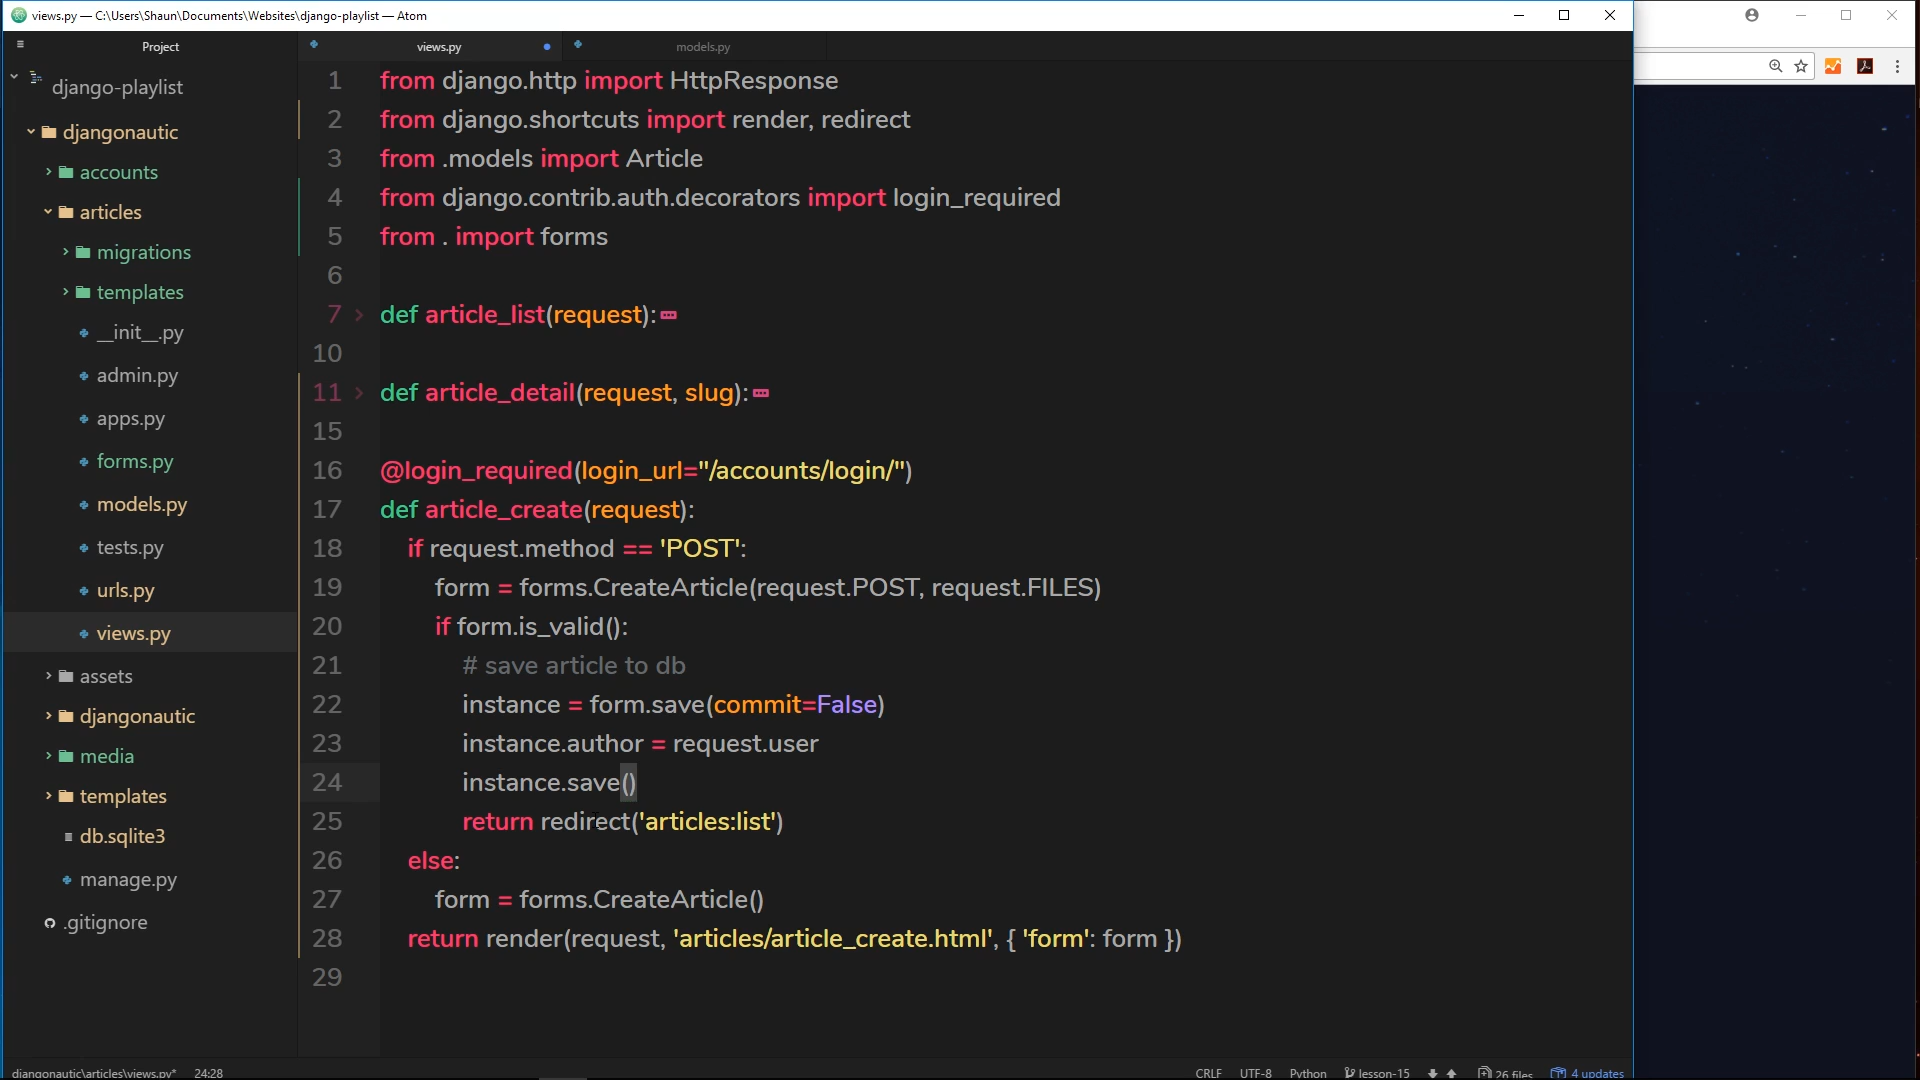 views.py — C:\Users\Shaun\Documents\Websites\django-playlist — Atom
Project
views.py
models.py
django-playlist
djangonautic
accounts
articles
migrations
templates
__init__.py
admin.py
apps.py
forms.py
models.py
tests.py
urls.py
views.py
assets
djangonautic
media
templates
db.sqlite3
manage.py
.gitignore
1 from django.http import HttpResponse
2 from django.shortcuts import render, redirect
3 from .models import Article
4 from django.contrib.auth.decorators import login_required
5 from . import forms
6
7 def article_list(request):
10
11 def article_detail(request, slug):
15
16 @login_required(login_url="/accounts/login/")
17 def article_create(request):
18 if request.method == 'POST':
19 form = forms.CreateArticle(request.POST, request.FILES)
20 if form.is_valid():
21 # save article to db
22 instance = form.save(commit=False)
23 instance.author = request.user
24 instance.save()
25 return redirect('articles:list')
26 else:
27 form = forms.CreateArticle()
28 return render(request, 'articles/article_create.html', { 'form': form })
29
djangonautic\articles\views.py* 24:28
CRLF UTF-8 Python lesson-15 26 files 4 updates